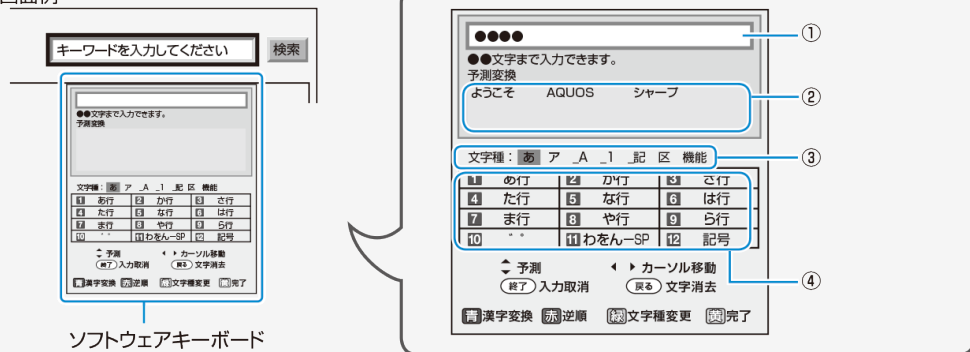 画面例
キーワードを入力してください 検索
●●文字まで入力できます。
予測変換
文字種： あ ア _A _1 _記 区 機能
1 あ行 2 か行 3 さ行
4 た行 5 な行 6 は行
7 ま行 8 や行 9 ら行
10 ゛゜ 11 わをんーSP 12 記号
予測 カーソル移動
終了 入力取消 戻る 文字消去
青 漢字変換 赤 逆順 緑 文字種変更 黄 完了
ソフトウェアキーボード
●●●● ①
●●文字まで入力できます。
予測変換
ようこそ AQUOS シャープ ②
文字種： あ ア _A _1 _記 区 機能 ③
1 あ行 2 か行 3 さ行
4 た行 5 な行 6 は行
7 ま行 8 や行 9 ら行
10 ゛゜ 11 わをんーSP 12 記号
予測 カーソル移動 ④
終了 入力取消 戻る 文字消去
青 漢字変換 赤 逆順 緑 文字種変更 黄 完了